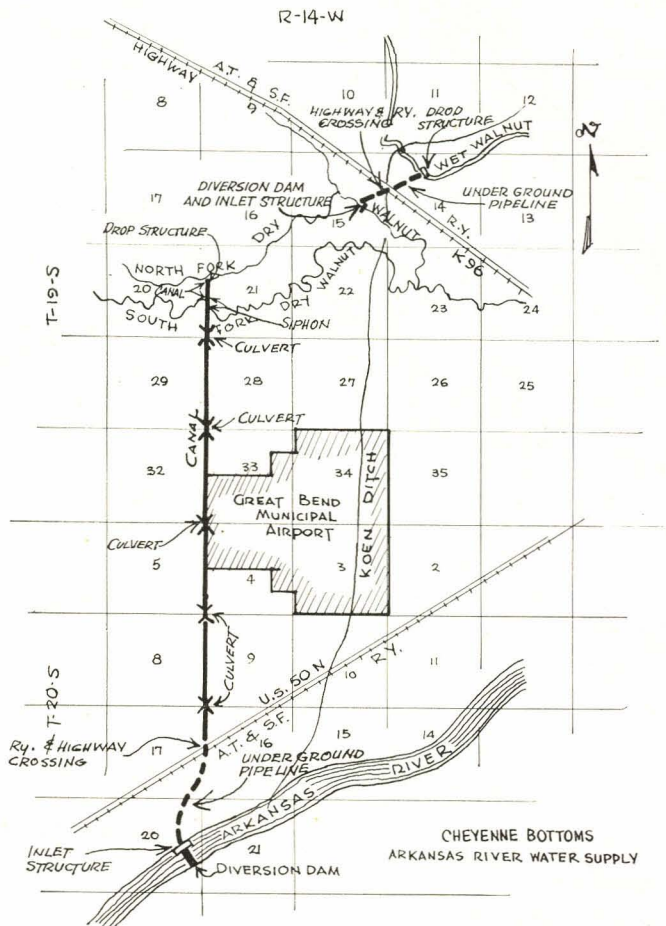 R-14-W
HIGHWAY
A.T. & S.F.
8
9
10
11
12
HIGHWAY & RY.
CROSSING
DROP
STRUCTURE
WET WALNUT
N
17
16
15
14
13
DIVERSION DAM
AND INLET STRUCTURE
UNDER GROUND
PIPELINE
DRY
WALNUT
R.Y.
K 96
DROP STRUCTURE
NORTH FORK
20
CANAL
21
22
23
24
DRY WALNUT
SOUTH FORK
SIPHON
T-19-S
CULVERT
29
28
27
26
25
CULVERT
CANAL
32
33
34
35
GREAT BEND
MUNICIPAL
AIRPORT
KOEN DITCH
CULVERT
5
4
3
2
8
9
10
11
CULVERT
U.S. 50 N
R.Y.
T-20-S
RY. & HIGHWAY
CROSSING
17
A.T. & S.F.
16
15
14
UNDER GROUND
PIPELINE
ARKANSAS RIVER
20
21
INLET
STRUCTURE
DIVERSION DAM
CHEYENNE BOTTOMS
ARKANSAS RIVER WATER SUPPLY